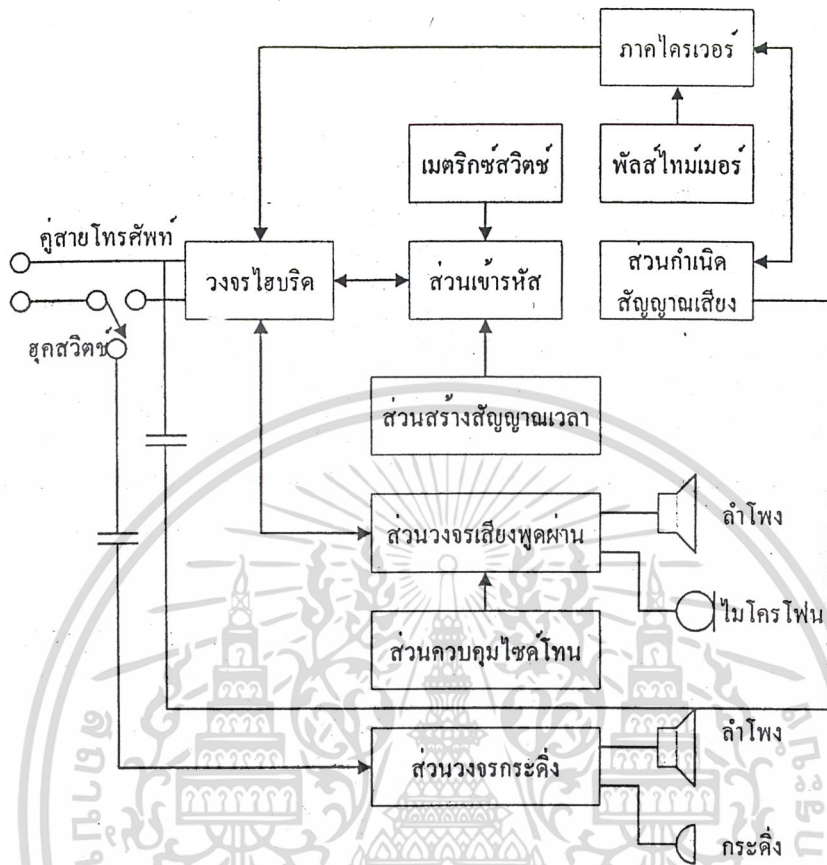 ภาคไดรเวอร์
เมตริกซ์สวิตช์
พัลส์ไทม์เมอร์
คู่สายโทรศัพท์
วงจรไฮบริด
ส่วนเข้ารหัส
ส่วนกำเนิด
สัญญาณเสียง
ฮุคสวิตช์
ส่วนสร้างสัญญาณเวลา
ส่วนวงจรเสียงพูดผ่าน
ลำโพง
ไมโครโฟน
ส่วนควบคุมไซด์โทน
ลำโพง
ส่วนวงจรกระดิ่ง
กระดิ่ง